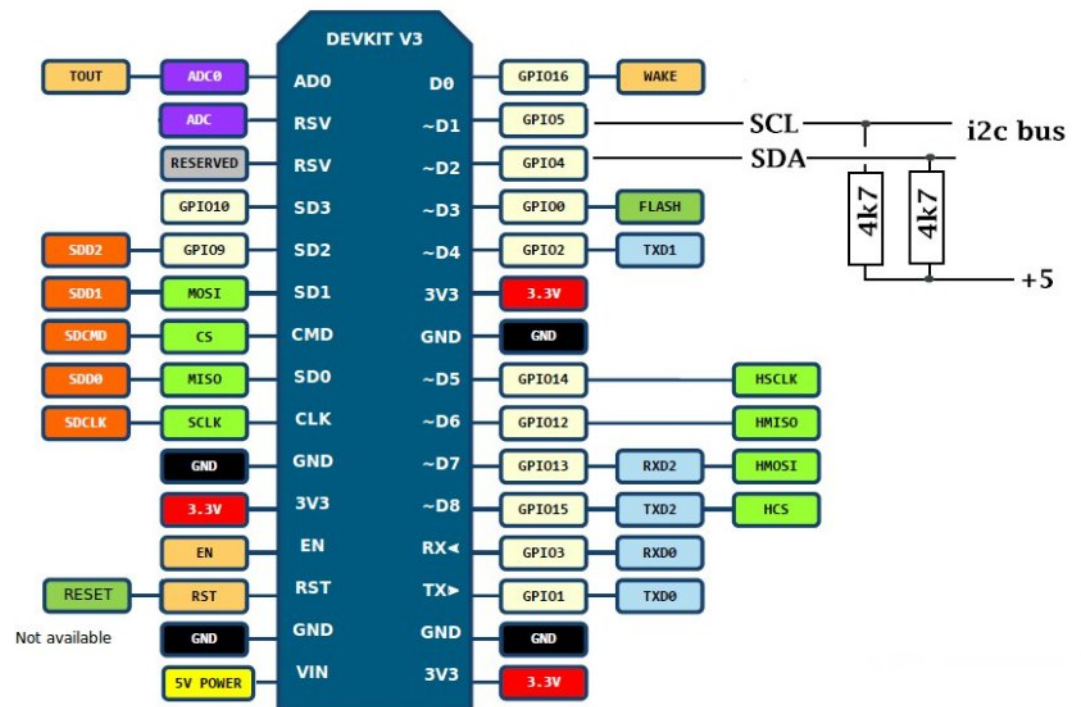 DEVKIT V3
TOUT ADC0 AD0 D0 GPIO16 WAKE
ADC RSV ~D1 GPIO5 SCL i2c bus
RESERVED RSV ~D2 GPIO4 SDA
GPIO10 SD3 ~D3 GPIO0 FLASH 4k7 4k7
SDD2 GPIO9 SD2 ~D4 GPIO2 TXD1
SDD1 MOSI SD1 3V3 3.3V +5
SDCMD CS CMD GND GND
SDD0 MISO SD0 ~D5 GPIO14 HSCLK
SDCLK SCLK CLK ~D6 GPIO12 HMISO
GND GND ~D7 GPIO13 RXD2 HMOSI
3.3V 3V3 ~D8 GPIO15 TXD2 HCS
EN EN RX GPIO3 RXD0
RESET RST RST TX GPIO1 TXD0
Not available GND GND GND GND
5V POWER VIN 3V3 3.3V